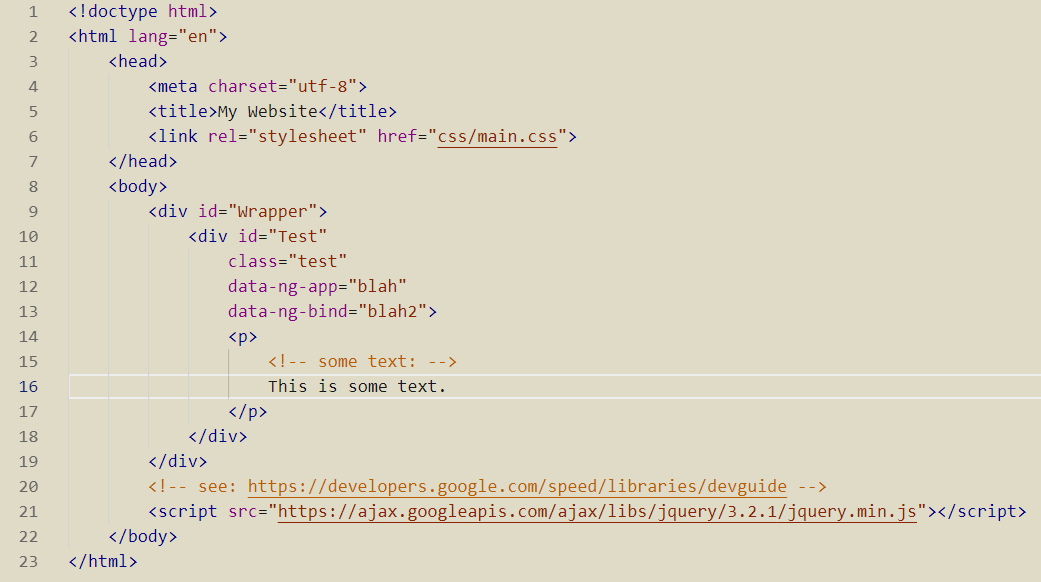 1 <!doctype html>
2 <html lang="en">
3     <head>
4         <meta charset="utf-8">
5         <title>My Website</title>
6         <link rel="stylesheet" href="css/main.css">
7     </head>
8     <body>
9         <div id="Wrapper">
10             <div id="Test"
11                 class="test"
12                 data-ng-app="blah"
13                 data-ng-bind="blah2">
14                 <p>
15                     <!-- some text: -->
16                     This is some text.
17                 </p>
18             </div>
19         </div>
20         <!-- see: https://developers.google.com/speed/libraries/devguide -->
21         <script src="https://ajax.googleapis.com/ajax/libs/jquery/3.2.1/jquery.min.js"></script>
22     </body>
23 </html>